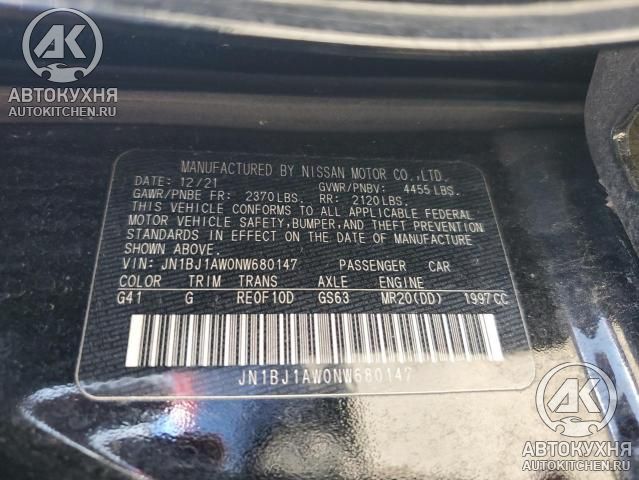 АК
АВТОКУХНЯ
AUTOKITCHEN.RU
MANUFACTURED BY NISSAN MOTOR CO.,LTD.
DATE: 12/21 GVWR/PNBV: 4455 LBS.
GAWR/PNBE FR: 2370 LBS. RR: 2120 LBS.
THIS VEHICLE CONFORMS TO ALL APPLICABLE FEDERAL
MOTOR VEHICLE SAFETY, BUMPER, AND THEFT PREVENTION
STANDARDS IN EFFECT ON THE DATE OF MANUFACTURE
SHOWN ABOVE.
VIN: JN1BJ1AW0NW680147 PASSENGER CAR
COLOR TRIM TRANS AXLE ENGINE
G41 G RE0F10D GS63 MR20(DD) 1997 CC
JN1BJ1AW0NW680147
АК
АВТОКУХНЯ
AUTOKITCHEN.RU